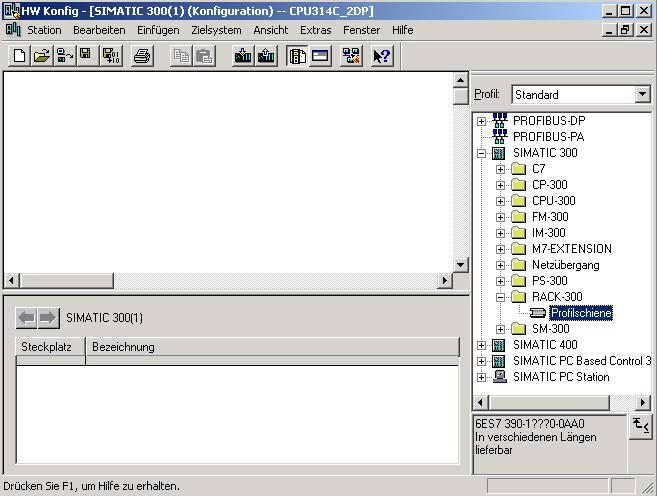 HW Konfig - [SIMATIC 300(1) (Konfiguration) -- CPU314C_2DP]
Station Bearbeiten Einfügen Zielsystem Ansicht Extras Fenster Hilfe
Profil: Standard
PROFIBUS-DP
PROFIBUS-PA
SIMATIC 300
C7
CP-300
CPU-300
FM-300
IM-300
M7-EXTENSION
Netzübergang
PS-300
RACK-300
Profilschiene
SM-300
SIMATIC 400
SIMATIC PC Based Control 3
SIMATIC PC Station
SIMATIC 300(1)
Steckplatz Bezeichnung
6ES7 390-1???0-0AA0
In verschiedenen Längen
lieferbar
Drücken Sie F1, um Hilfe zu erhalten.